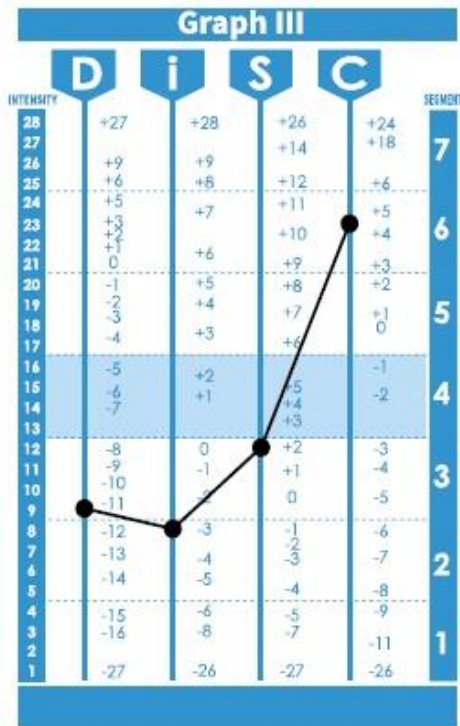 Graph III
D i S C
INTENSITY SEGMENT
28 +27 +28 +26 +24
27 +14 +18 7
26 +9 +9
25 +6 +8 +12 +6
24 +5 +7 +11 +5
23 +3 +10 +4 6
22 +2
+1 +6
21 0 +9 +3
20 -1 +5 +8 +2
19 -2 +4 +7 +1 5
18 -3 +3 0
17 -4 +6
16 -5 +2 -1
15 -6 +1 +5 -2 4
14 -7 +4
13 +3
12 -8 0 +2 -3
11 -9 -1 +1 -4 3
10 -10 -2 0 -5
9 -11
8 -12 -3 -1 -6
7 -13 -4 -2 -7 2
6 -14 -5 -3
5 -4 -8
4 -15 -6 -5 -9
3 -16 -8 -7 1
2 -11
1 -27 -26 -27 -26